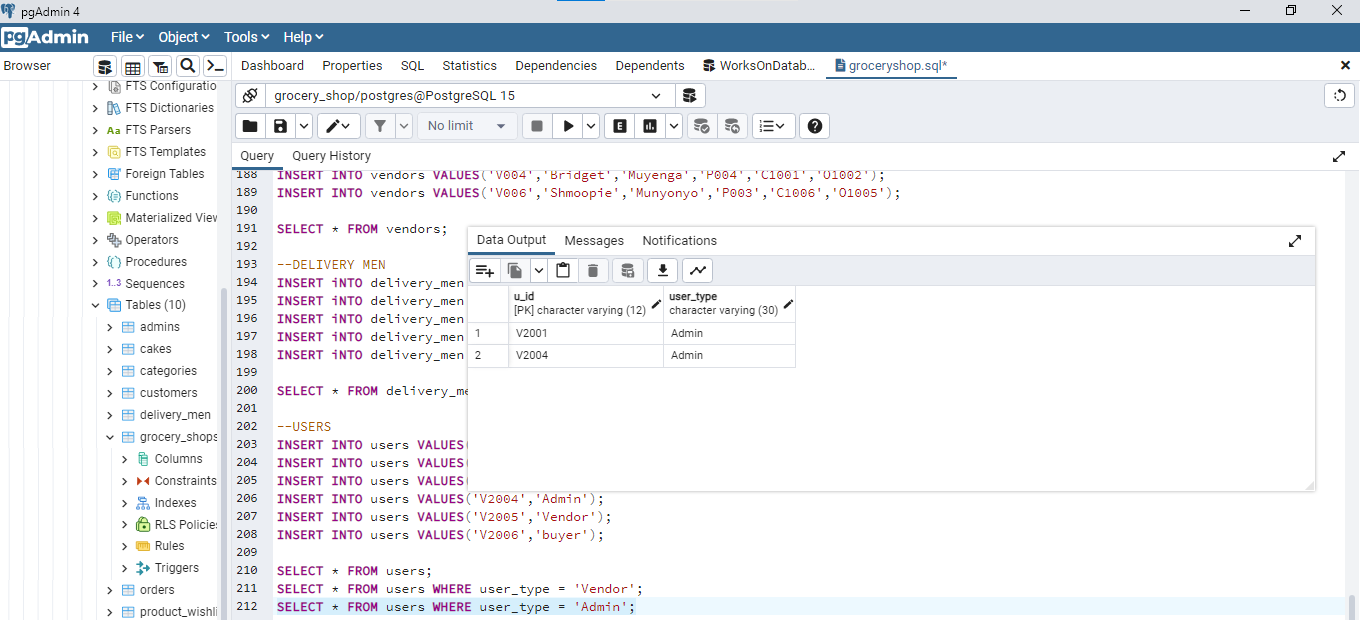 pgAdmin 4
pgAdmin File Object Tools Help
Browser
Dashboard Properties SQL Statistics Dependencies Dependents WorksOnDatab... groceryshop.sql*
FTS Configuratio
FTS Dictionaries
Aa FTS Parsers
FTS Templates
Foreign Tables
Functions
Materialized View
Operators
Procedures
1..3 Sequences
Tables (10)
admins
cakes
categories
customers
delivery_men
grocery_shops
Columns
Constraints
Indexes
RLS Policies
Rules
Triggers
orders
product_wishli
grocery_shop/postgres@PostgreSQL 15
No limit
E
Query Query History
188 INSERT INTO vendors VALUES('V004','Bridget','Muyenga','P004','C1001','O1002');
189 INSERT INTO vendors VALUES('V006','Shmoopie','Munyonyo','P003','C1006','O1005');
190
191 SELECT * FROM vendors;
192
193 --DELIVERY MEN
194 INSERT iNTO delivery_men
195 INSERT iNTO delivery_men
196 INSERT iNTO delivery_men
197 INSERT iNTO delivery_men
198 INSERT iNTO delivery_men
199
200 SELECT * FROM delivery_me
201
202 --USERS
203 INSERT INTO users VALUES
204 INSERT INTO users VALUES
205 INSERT INTO users VALUES
206 INSERT INTO users VALUES('V2004','Admin');
207 INSERT INTO users VALUES('V2005','Vendor');
208 INSERT INTO users VALUES('V2006','buyer');
209
210 SELECT * FROM users;
211 SELECT * FROM users WHERE user_type = 'Vendor';
212 SELECT * FROM users WHERE user_type = 'Admin';
Data Output Messages Notifications
u_id user_type
[PK] character varying (12) character varying (30)
1 V2001 Admin
2 V2004 Admin